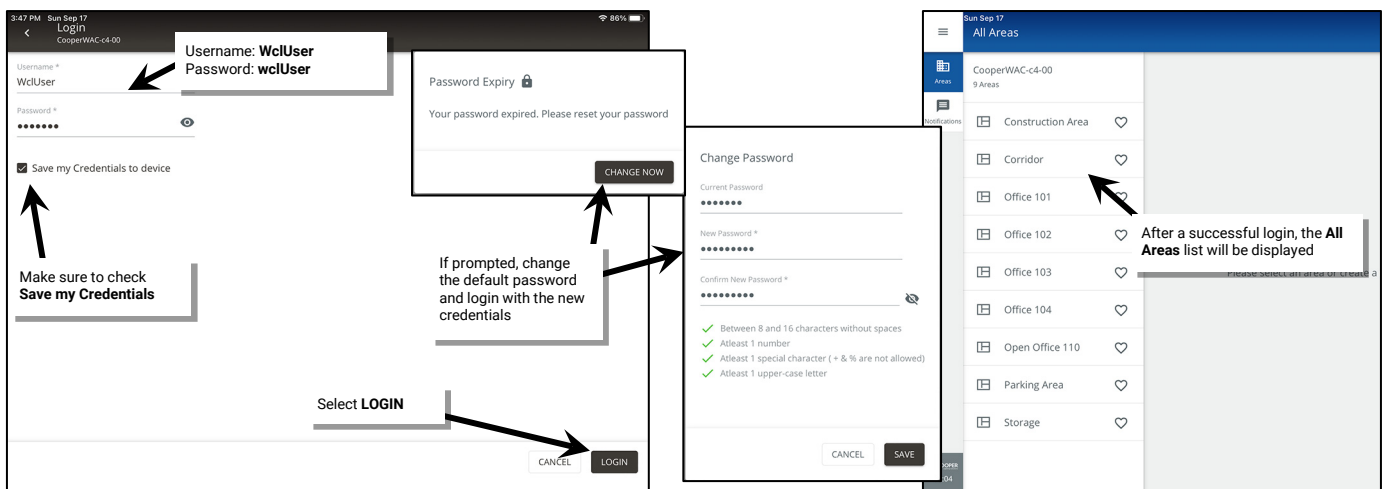 3:47 PM Sun Sep 17
86%
Login
CooperWAC-c4-00
Username *
WclUser
Password *
•••••••
Save my Credentials to device
Username: WclUser
Password: wclUser
Make sure to check
Save my Credentials
Select LOGIN
CANCEL
LOGIN
Password Expiry
Your password expired. Please reset your password
CHANGE NOW
If prompted, change
the default password
and login with the new
credentials
Change Password
Current Password
•••••••
New Password *
•••••••••
Confirm New Password *
•••••••••
Between 8 and 16 characters without spaces
Atleast 1 number
Atleast 1 special character ( + & % are not allowed)
Atleast 1 upper-case letter
CANCEL
SAVE
Sun Sep 17
All Areas
Areas
Notifications
CooperWAC-c4-00
9 Areas
Construction Area
Corridor
Office 101
Office 102
Office 103
Office 104
Open Office 110
Parking Area
Storage
After a successful login, the All
Areas list will be displayed
Please select an area or create a
04